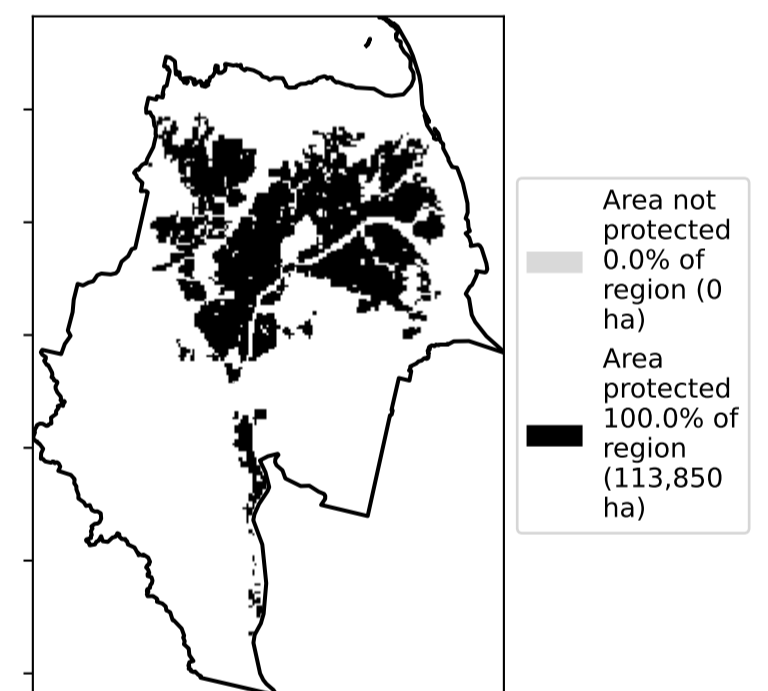 Area not
protected
0.0% of
region (0
ha)
Area
protected
100.0% of
region
(113,850
ha)